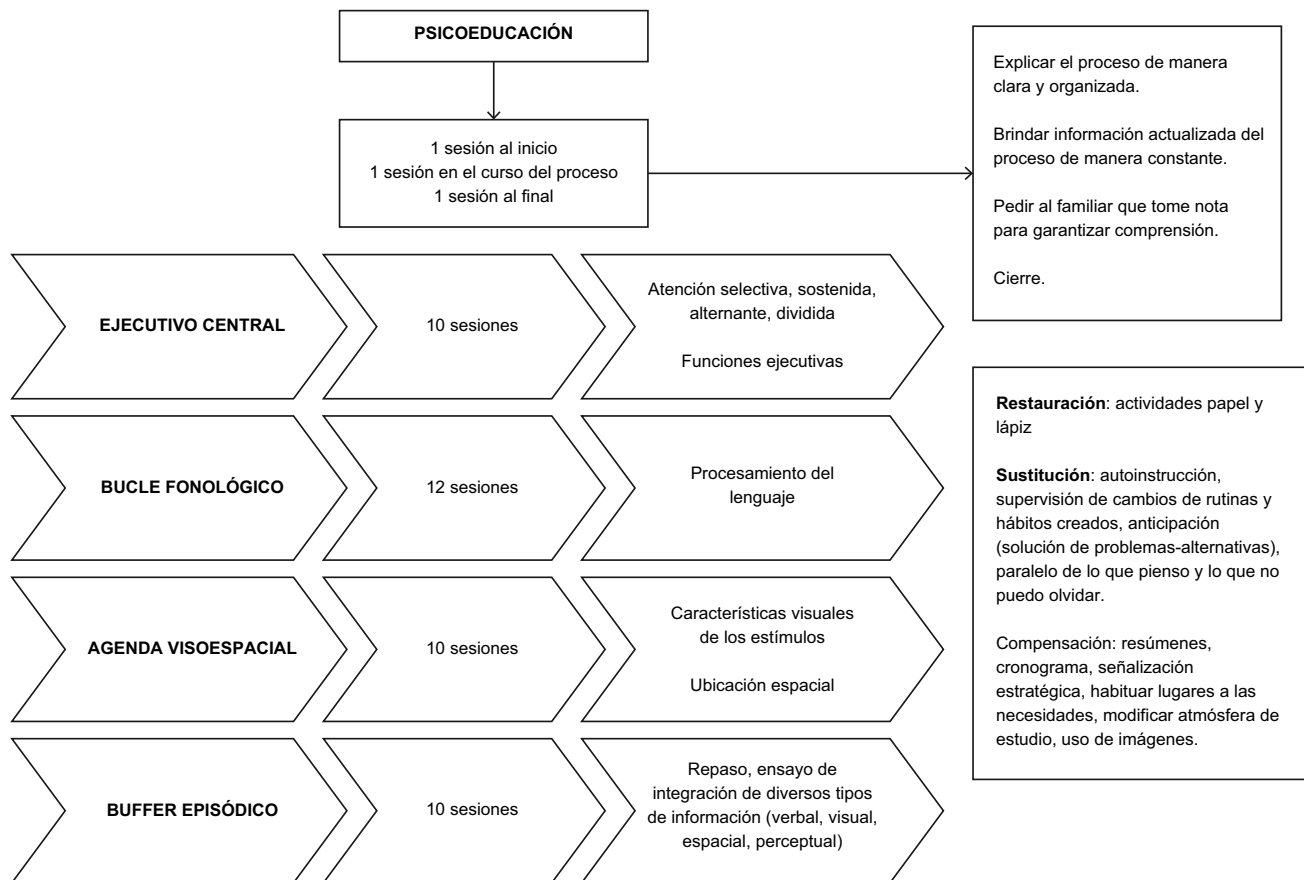 PSICOEDUCACIÓN
1 sesión al inicio
1 sesión en el curso del proceso
1 sesión al final
Explicar el proceso de manera
clara y organizada.
Brindar información actualizada del
proceso de manera constante.
Pedir al familiar que tome nota
para garantizar comprensión.
Cierre.
EJECUTIVO CENTRAL
10 sesiones
Atención selectiva, sostenida,
alternante, dividida
Funciones ejecutivas
BUCLE FONOLÓGICO
12 sesiones
Procesamiento del
lenguaje
AGENDA VISOESPACIAL
10 sesiones
Características visuales
de los estímulos
Ubicación espacial
BUFFER EPISÓDICO
10 sesiones
Repaso, ensayo de
integración de diversos tipos
de información (verbal, visual,
espacial, perceptual)
Restauración: actividades papel y
lápiz
Sustitución: autoinstrucción,
supervisión de cambios de rutinas y
hábitos creados, anticipación
(solución de problemas-alternativas),
paralelo de lo que pienso y lo que no
puedo olvidar.
Compensación: resúmenes,
cronograma, señalización
estratégica, habituar lugares a las
necesidades, modificar atmósfera de
estudio, uso de imágenes.